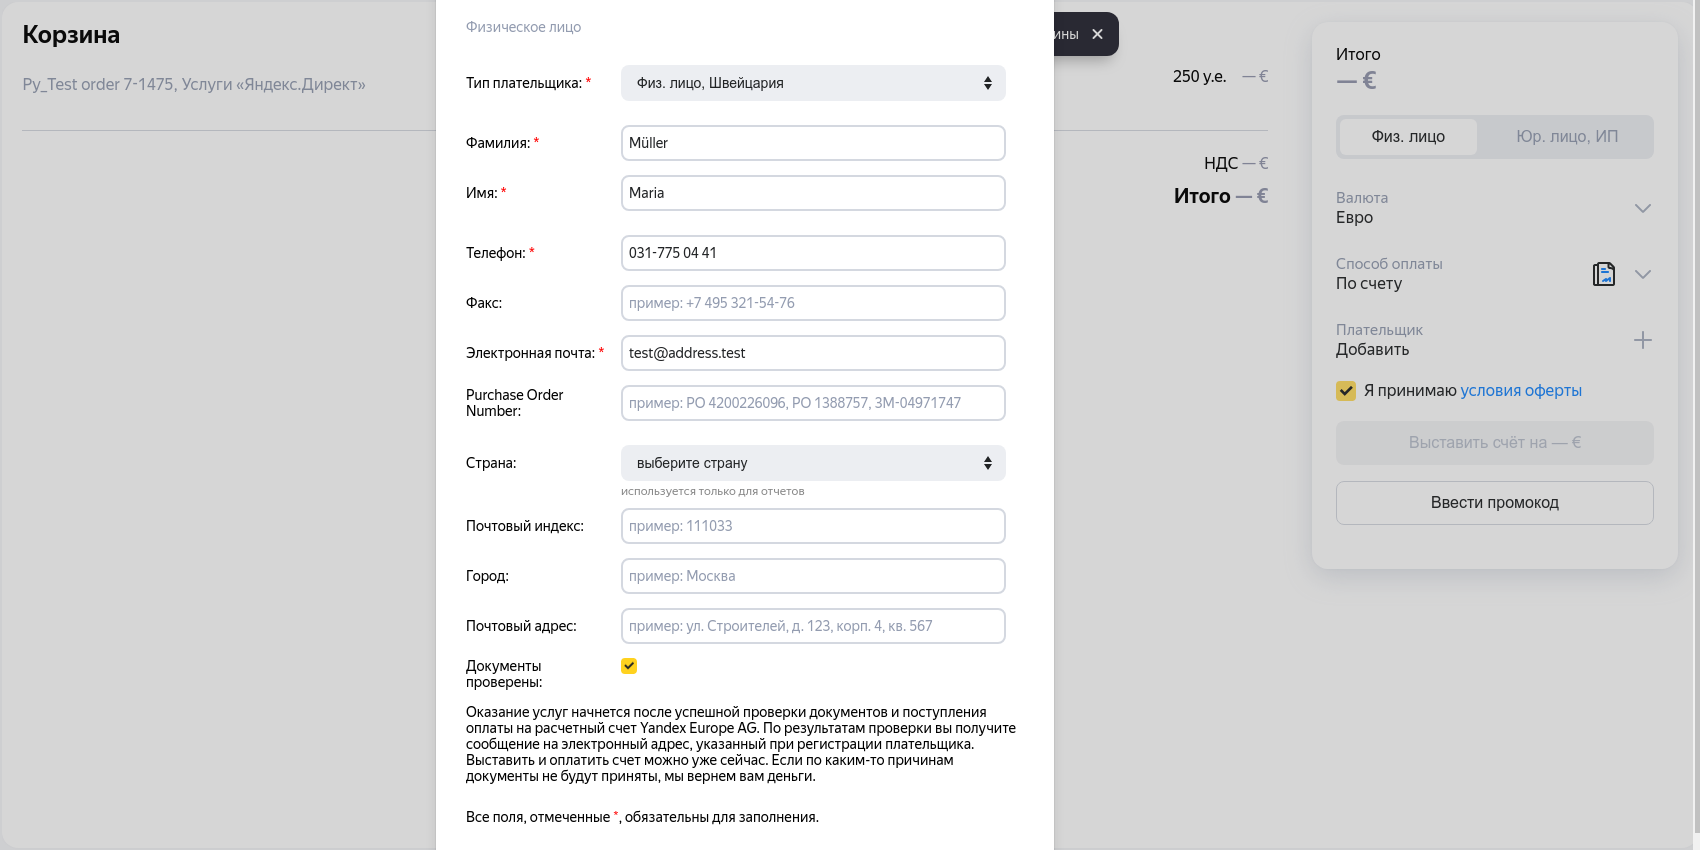 Корзина
Py_Test order 7-1475, Услуги «Яндекс.Директ»
Физическое лицо
Тип плательщика: *
Физ. лицо, Швейцария
Фамилия: *
Müller
Имя: *
Maria
Телефон: *
031-775 04 41
Факс:
пример: +7 495 321-54-76
Электронная почта: *
test@address.test
Purchase Order
Number:
пример: PO 4200226096, PO 1388757, ЗМ-04971747
Страна:
выберите страну
используется только для отчетов
Почтовый индекс:
пример: 111033
Город:
пример: Москва
Почтовый адрес:
пример: ул. Строителей, д. 123, корп. 4, кв. 567
Документы
проверены:
Оказание услуг начнется после успешной проверки документов и поступления
оплаты на расчетный счет Yandex Europe AG. По результатам проверки вы получите
сообщение на электронный адрес, указанный при регистрации плательщика.
Выставить и оплатить счет можно уже сейчас. Если по каким-то причинам
документы не будут приняты, мы вернем вам деньги.
Все поля, отмеченные *, обязательны для заполнения.
250 у.е. — €
НДС — €
Итого — €
Итого
— €
Физ. лицо
Юр. лицо, ИП
Валюта
Евро
Способ оплаты
По счету
Плательщик
Добавить
Я принимаю условия оферты
Выставить счёт на — €
Ввести промокод